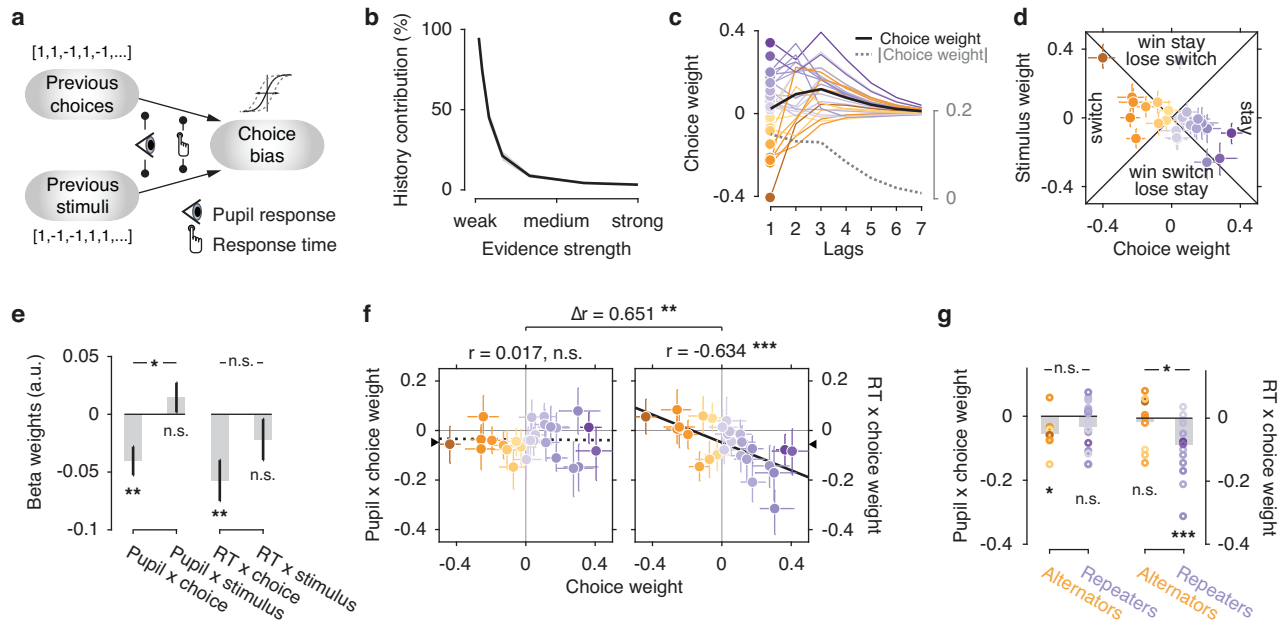 a
[1,1,-1,1,-1,...]
Previous
choices
Previous
stimuli
[1,-1,-1,1,1,...]
Choice
bias
Pupil response
Response time
b
History contribution (%)
100
50
0
weak
medium
strong
Evidence strength
c
Choice weight
0.4
0
-0.4
Choice weight
|Choice weight|
0.2
0
1 2 3 4 5 6 7
Lags
d
Stimulus weight
0.4
0
-0.4
win stay
lose switch
switch
stay
win switch
lose stay
-0.4 0 0.4
Choice weight
e
Beta weights (a.u.)
0.05
0
-0.05
-0.1
*
n.s.
n.s.
**
n.s.
**
Pupil x choice
Pupil x stimulus
RT x choice
RT x stimulus
f
Δr = 0.651 **
r = 0.017, n.s.
r = -0.634 ***
Pupil x choice weight
0.2
0
-0.2
-0.4
0.2
0
-0.2
-0.4
RT x choice weight
-0.4 0 0.4
-0.4 0 0.4
Choice weight
g
Pupil x choice weight
0
-0.2
-0.4
n.s.
*
*
n.s.
n.s.
***
0
-0.2
-0.4
RT x choice weight
Alternators
Repeaters
Alternators
Repeaters